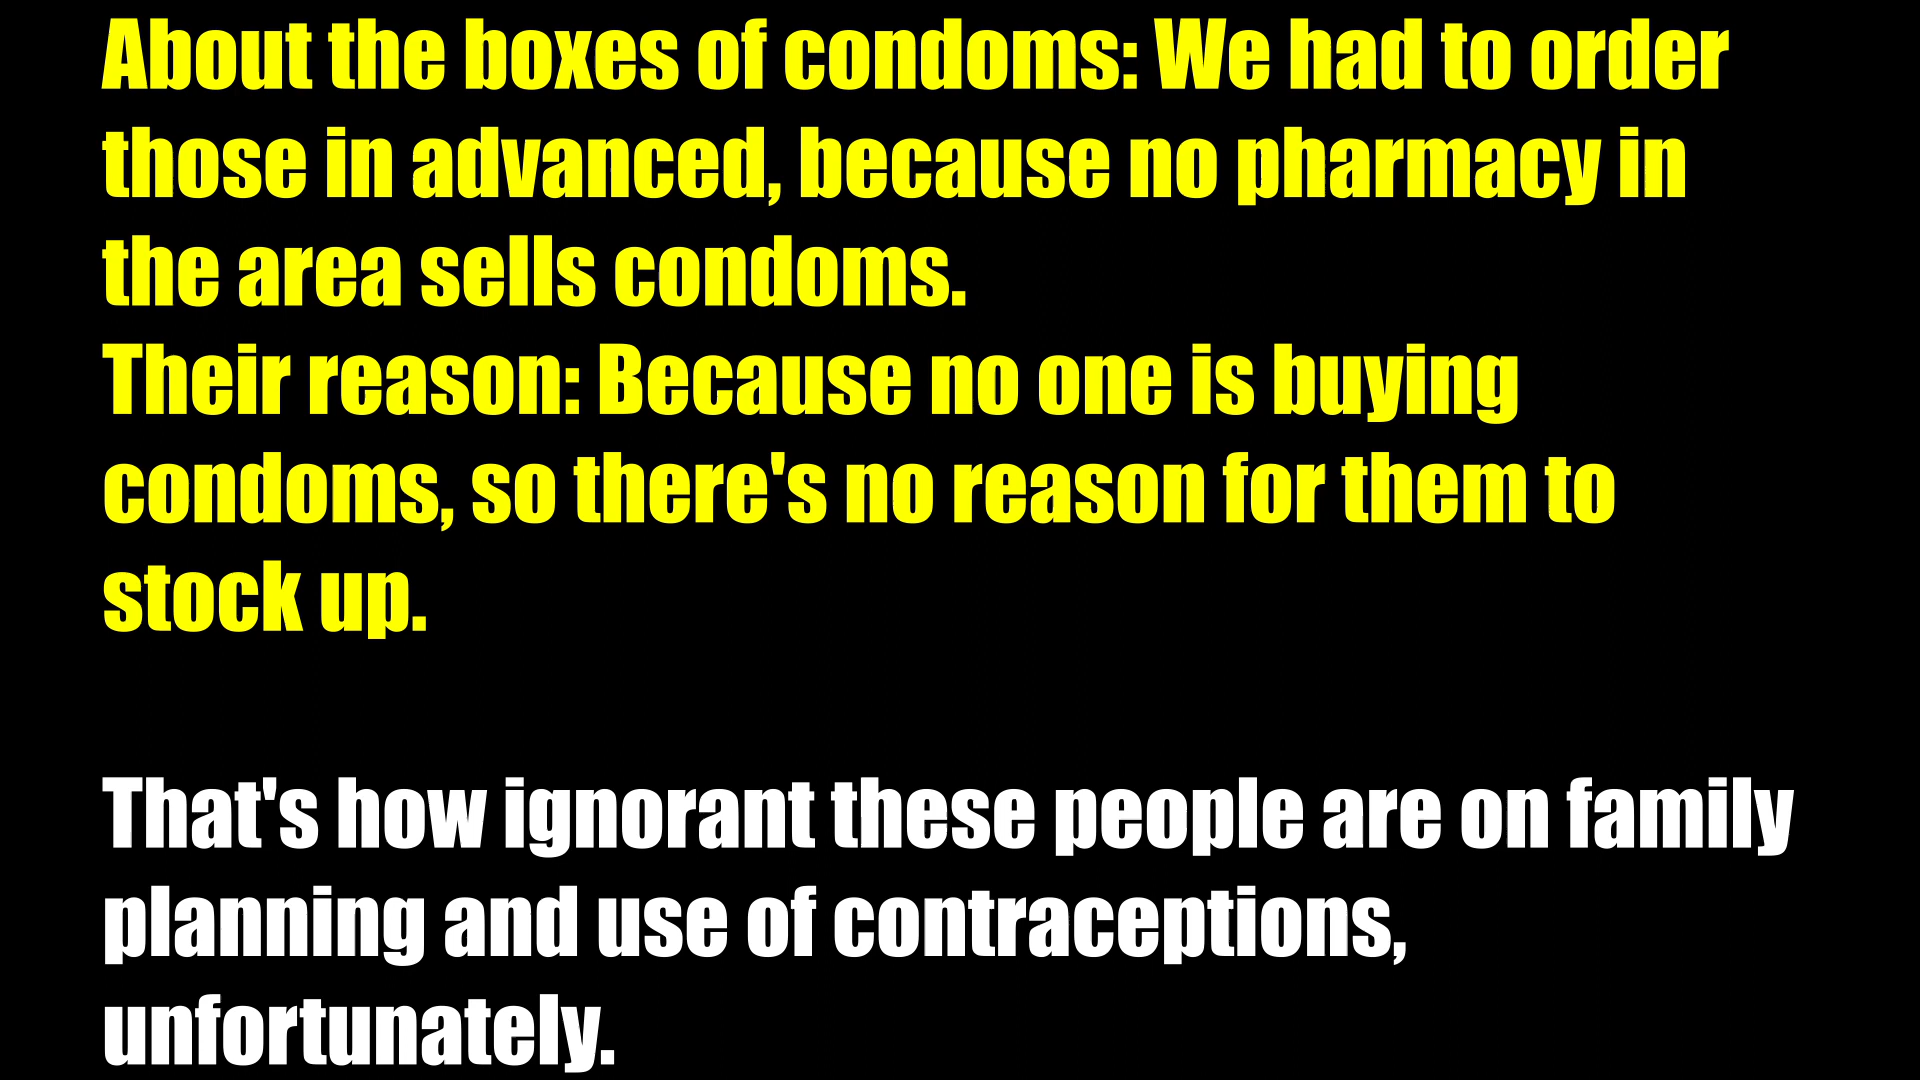 About the boxes of condoms: We had to order
those in advanced, because no pharmacy in
the area sells condoms.
Their reason: Because no one is buying
condoms, so there's no reason for them to
stock up.
That's how ignorant these people are on family
planning and use of contraceptions,
unfortunately.